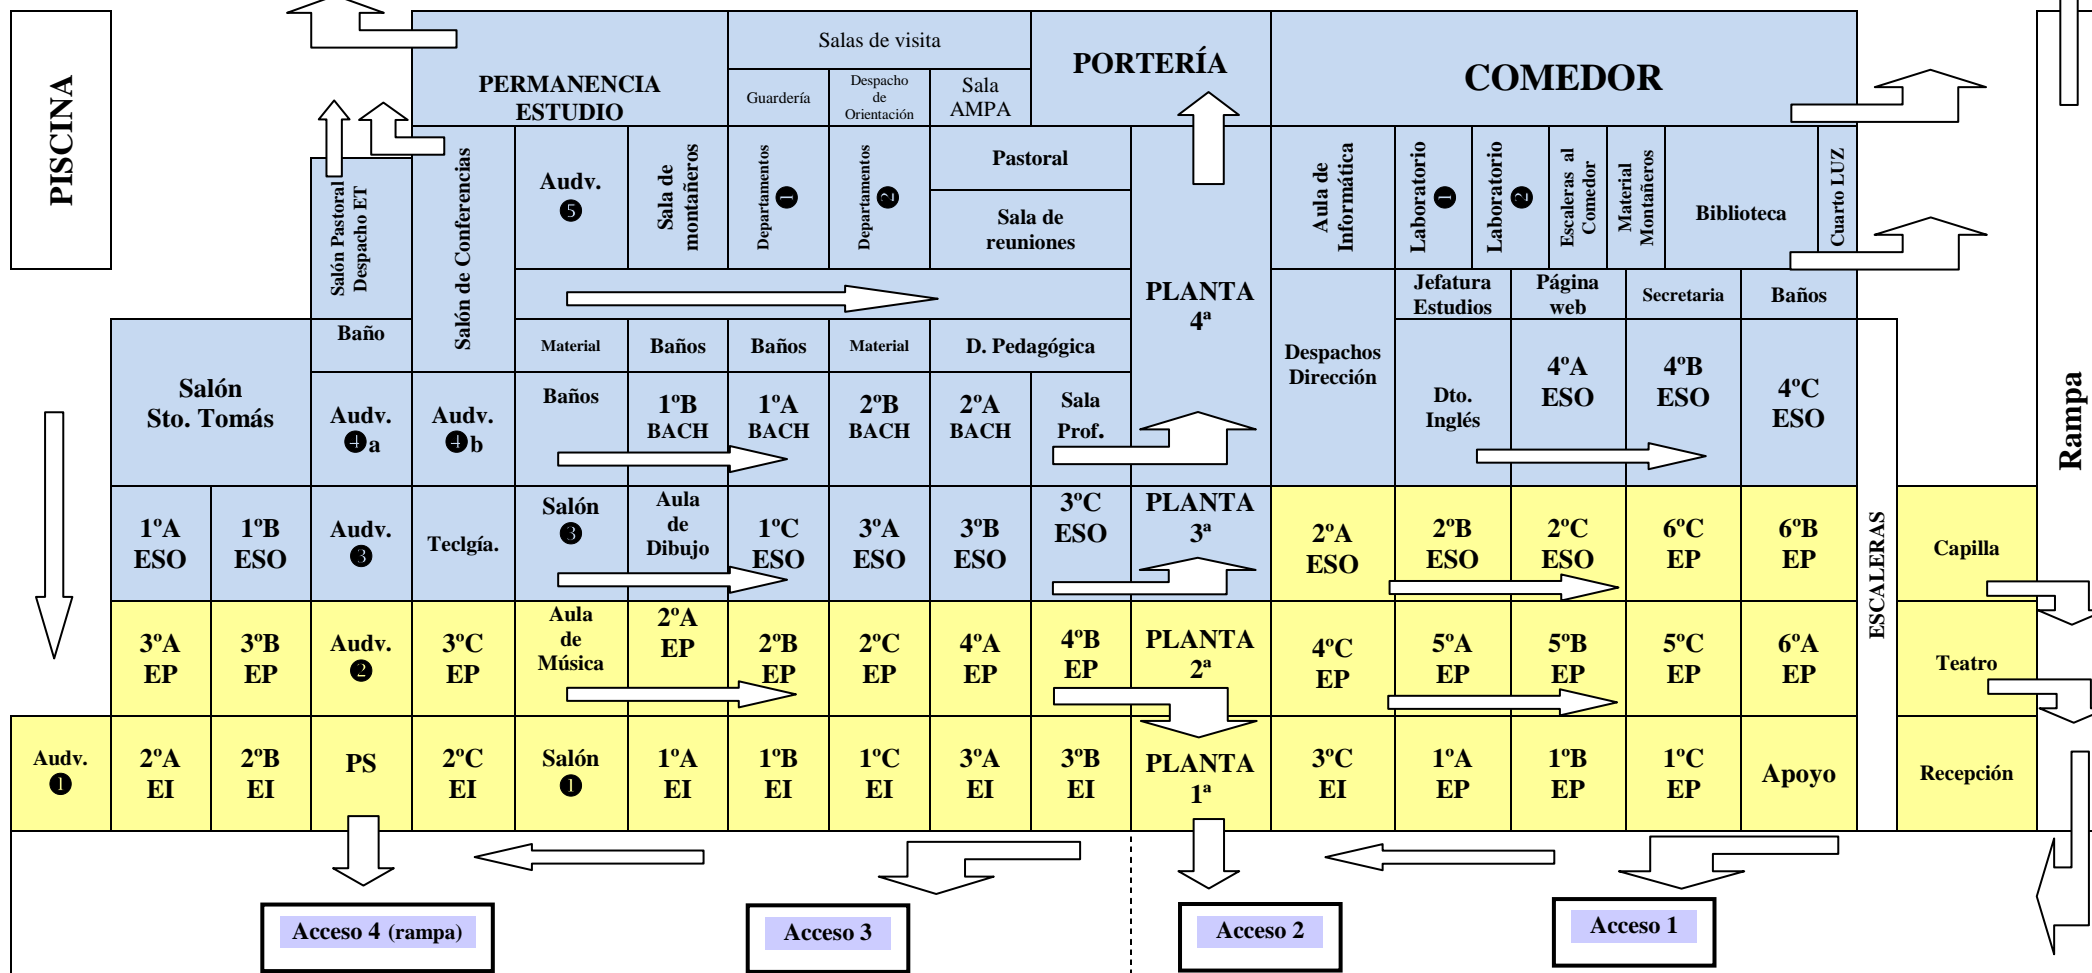 PISCINA
PERMANENCIA
ESTUDIO
Salas de visita
Guardería
Despacho
de
Orientación
Sala
AMPA
PORTERÍA
COMEDOR
Rampa
Salón Pastoral
Despacho ET
Salón de Conferencias
Audv.
❺
Sala de
montañeros
Departamentos
❶
Departamentos
❷
Pastoral
Sala de
reuniones
PLANTA
4ª
Aula de
Informática
Laboratorio
❶
Laboratorio
❷
Escaleras al
Comedor
Material
Montañeros
Biblioteca
Cuarto LUZ
Jefatura
Estudios
Página
web
Secretaria
Baños
Baño
Material
Baños
Baños
Material
D. Pedagógica
Despachos
Dirección
Salón
Sto. Tomás
Audv.
❹a
Audv.
❹b
Baños
1ºB
BACH
1ºA
BACH
2ºB
BACH
2ºA
BACH
Sala
Prof.
Dto.
Inglés
4ºA
ESO
4ºB
ESO
4ºC
ESO
ESCALERAS
1ºA
ESO
1ºB
ESO
Audv.
❸
Teclgía.
Salón
❸
Aula
de
Dibujo
1ºC
ESO
3ºA
ESO
3ºB
ESO
3ºC
ESO
PLANTA
3ª
2ºA
ESO
2ºB
ESO
2ºC
ESO
6ºC
EP
6ºB
EP
Capilla
3ºA
EP
3ºB
EP
Audv.
❷
3ºC
EP
Aula
de
Música
2ºA
EP
2ºB
EP
2ºC
EP
4ºA
EP
4ºB
EP
PLANTA
2ª
4ºC
EP
5ºA
EP
5ºB
EP
5ºC
EP
6ºA
EP
Teatro
Audv.
❶
2ºA
EI
2ºB
EI
PS
2ºC
EI
Salón
❶
1ºA
EI
1ºB
EI
1ºC
EI
3ºA
EI
3ºB
EI
PLANTA
1ª
3ºC
EI
1ºA
EP
1ºB
EP
1ºC
EP
Apoyo
Recepción
Acceso 4 (rampa)
Acceso 3
Acceso 2
Acceso 1